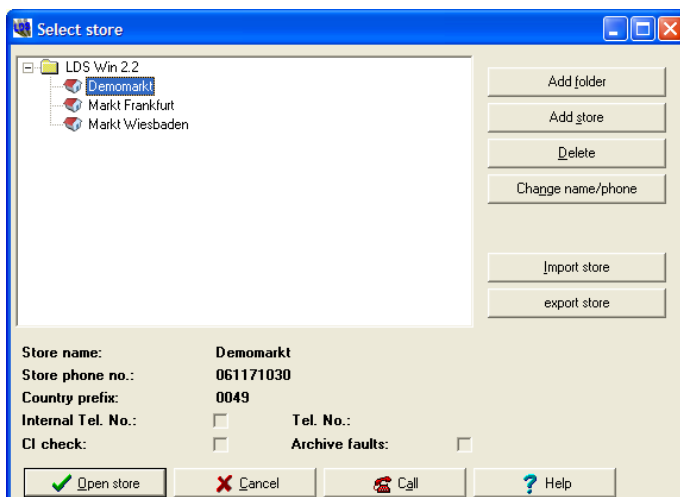 LDS Select store
LDS Win 2.2
Demomarkt
Markt Frankfurt
Markt Wiesbaden
Add folder
Add store
Delete
Change name/phone
Import store
export store
Store name: Demomarkt
Store phone no.: 061171030
Country prefix: 0049
Internal Tel. No.: Tel. No.:
CI check: Archive faults:
Open store Cancel Call Help